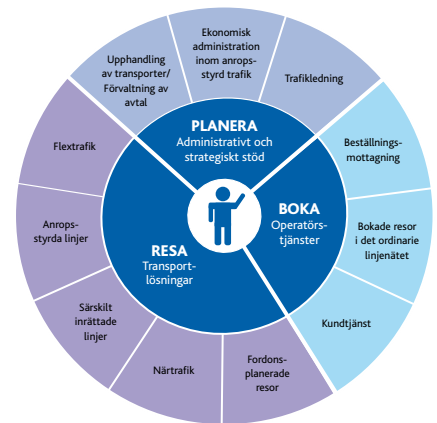 Ekonomisk
administration
inom anrops-
styrd trafik
Upphandling
av transporter/
Förvaltning av
avtal
Trafikledning
PLANERA
Administrativt och
strategiskt stöd
Flextrafik
Beställnings-
mottagning
BOKA
Operatörs-
tjänster
Anrops-
styrda linjer
Bokade resor
i det ordinarie
linjenätet
RESA
Transport-
lösningar
Särskilt
inrättade
linjer
Kundtjänst
Närtrafik
Fordons-
planerade
resor